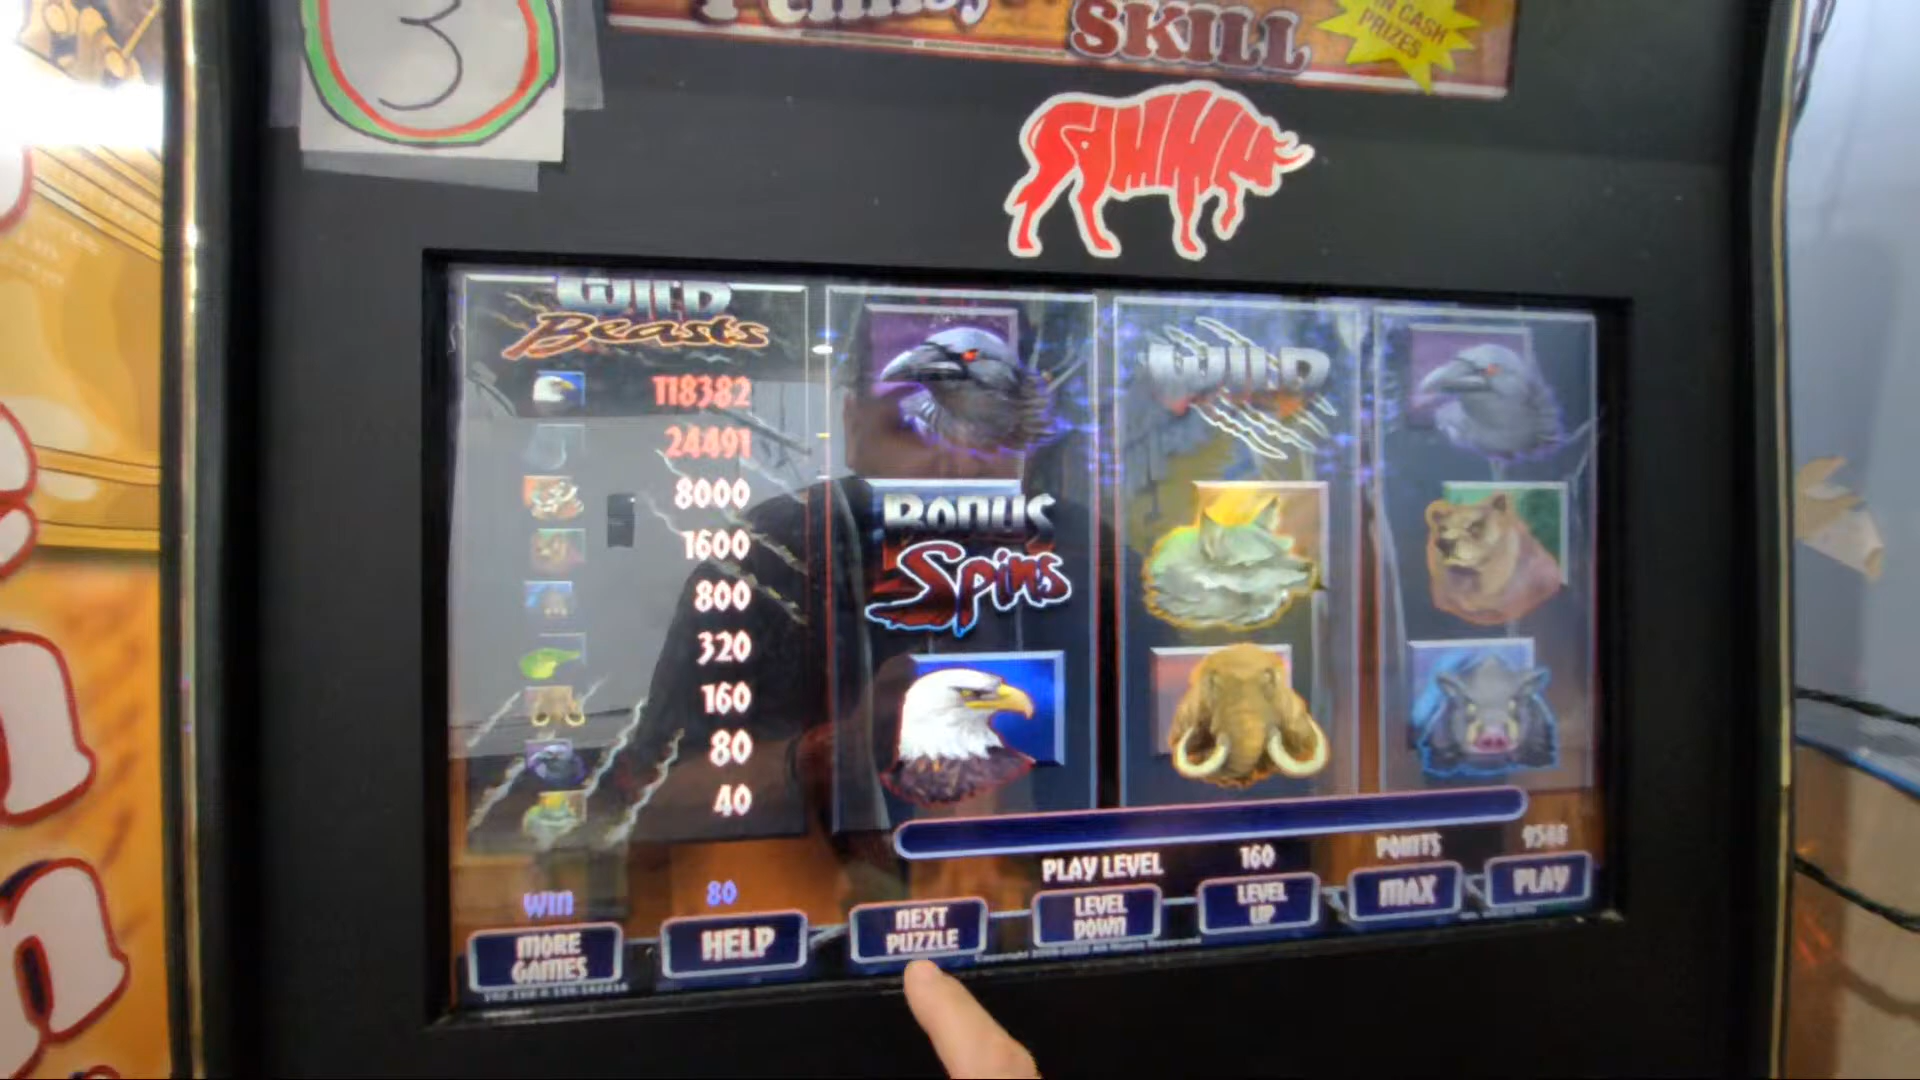 3
SKILL
CASH
PRIZES
SAMMY
WILD
Beasts
118382
24491
8000
1600
800
320
160
80
40
WILD
BONUS
Spins
PLAY LEVEL 160 POINTS
WIN 80
MORE
GAMES
HELP
NEXT
PUZZLE
LEVEL
DOWN
LEVEL
UP
MAX
PLAY